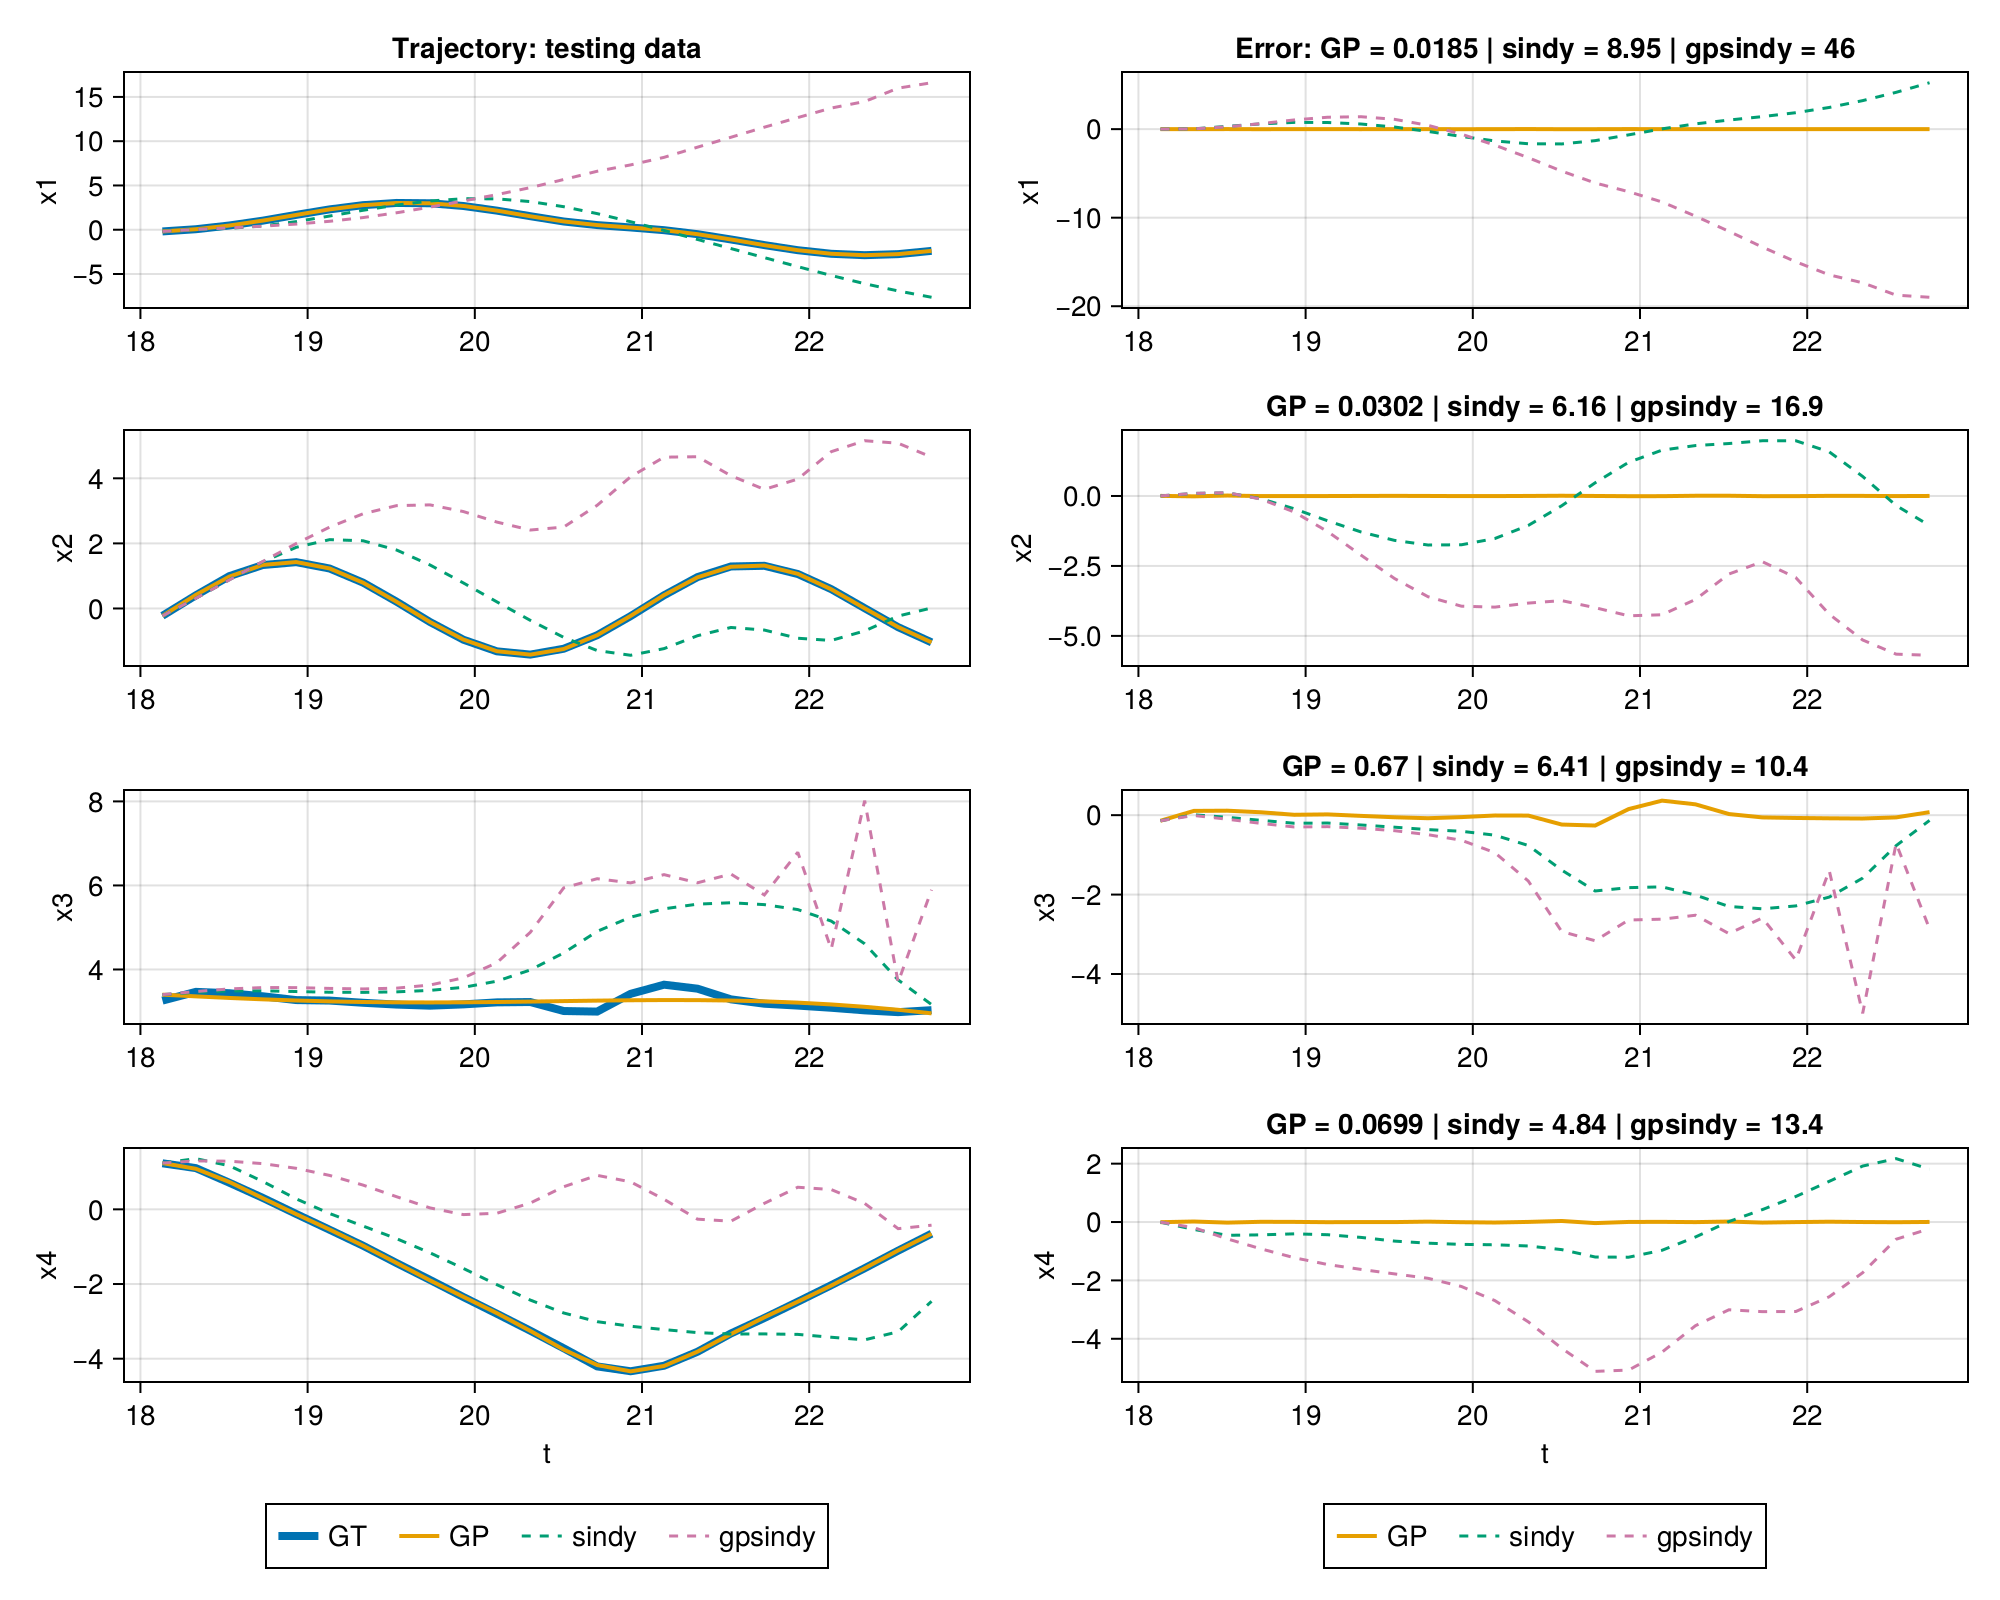 Trajectory: testing data
x1
15
10
5
0
−5
18 19 20 21 22
Error: GP = 0.0185 | sindy = 8.95 | gpsindy = 46
x1
0
−10
−20
18 19 20 21 22
x2
4
2
0
18 19 20 21 22
GP = 0.0302 | sindy = 6.16 | gpsindy = 16.9
x2
0.0
−2.5
−5.0
18 19 20 21 22
x3
8
6
4
18 19 20 21 22
GP = 0.67 | sindy = 6.41 | gpsindy = 10.4
x3
0
−2
−4
18 19 20 21 22
x4
0
−2
−4
18 19 20 21 22
t
GP = 0.0699 | sindy = 4.84 | gpsindy = 13.4
x4
2
0
−2
−4
18 19 20 21 22
t
GT GP sindy gpsindy
GP sindy gpsindy